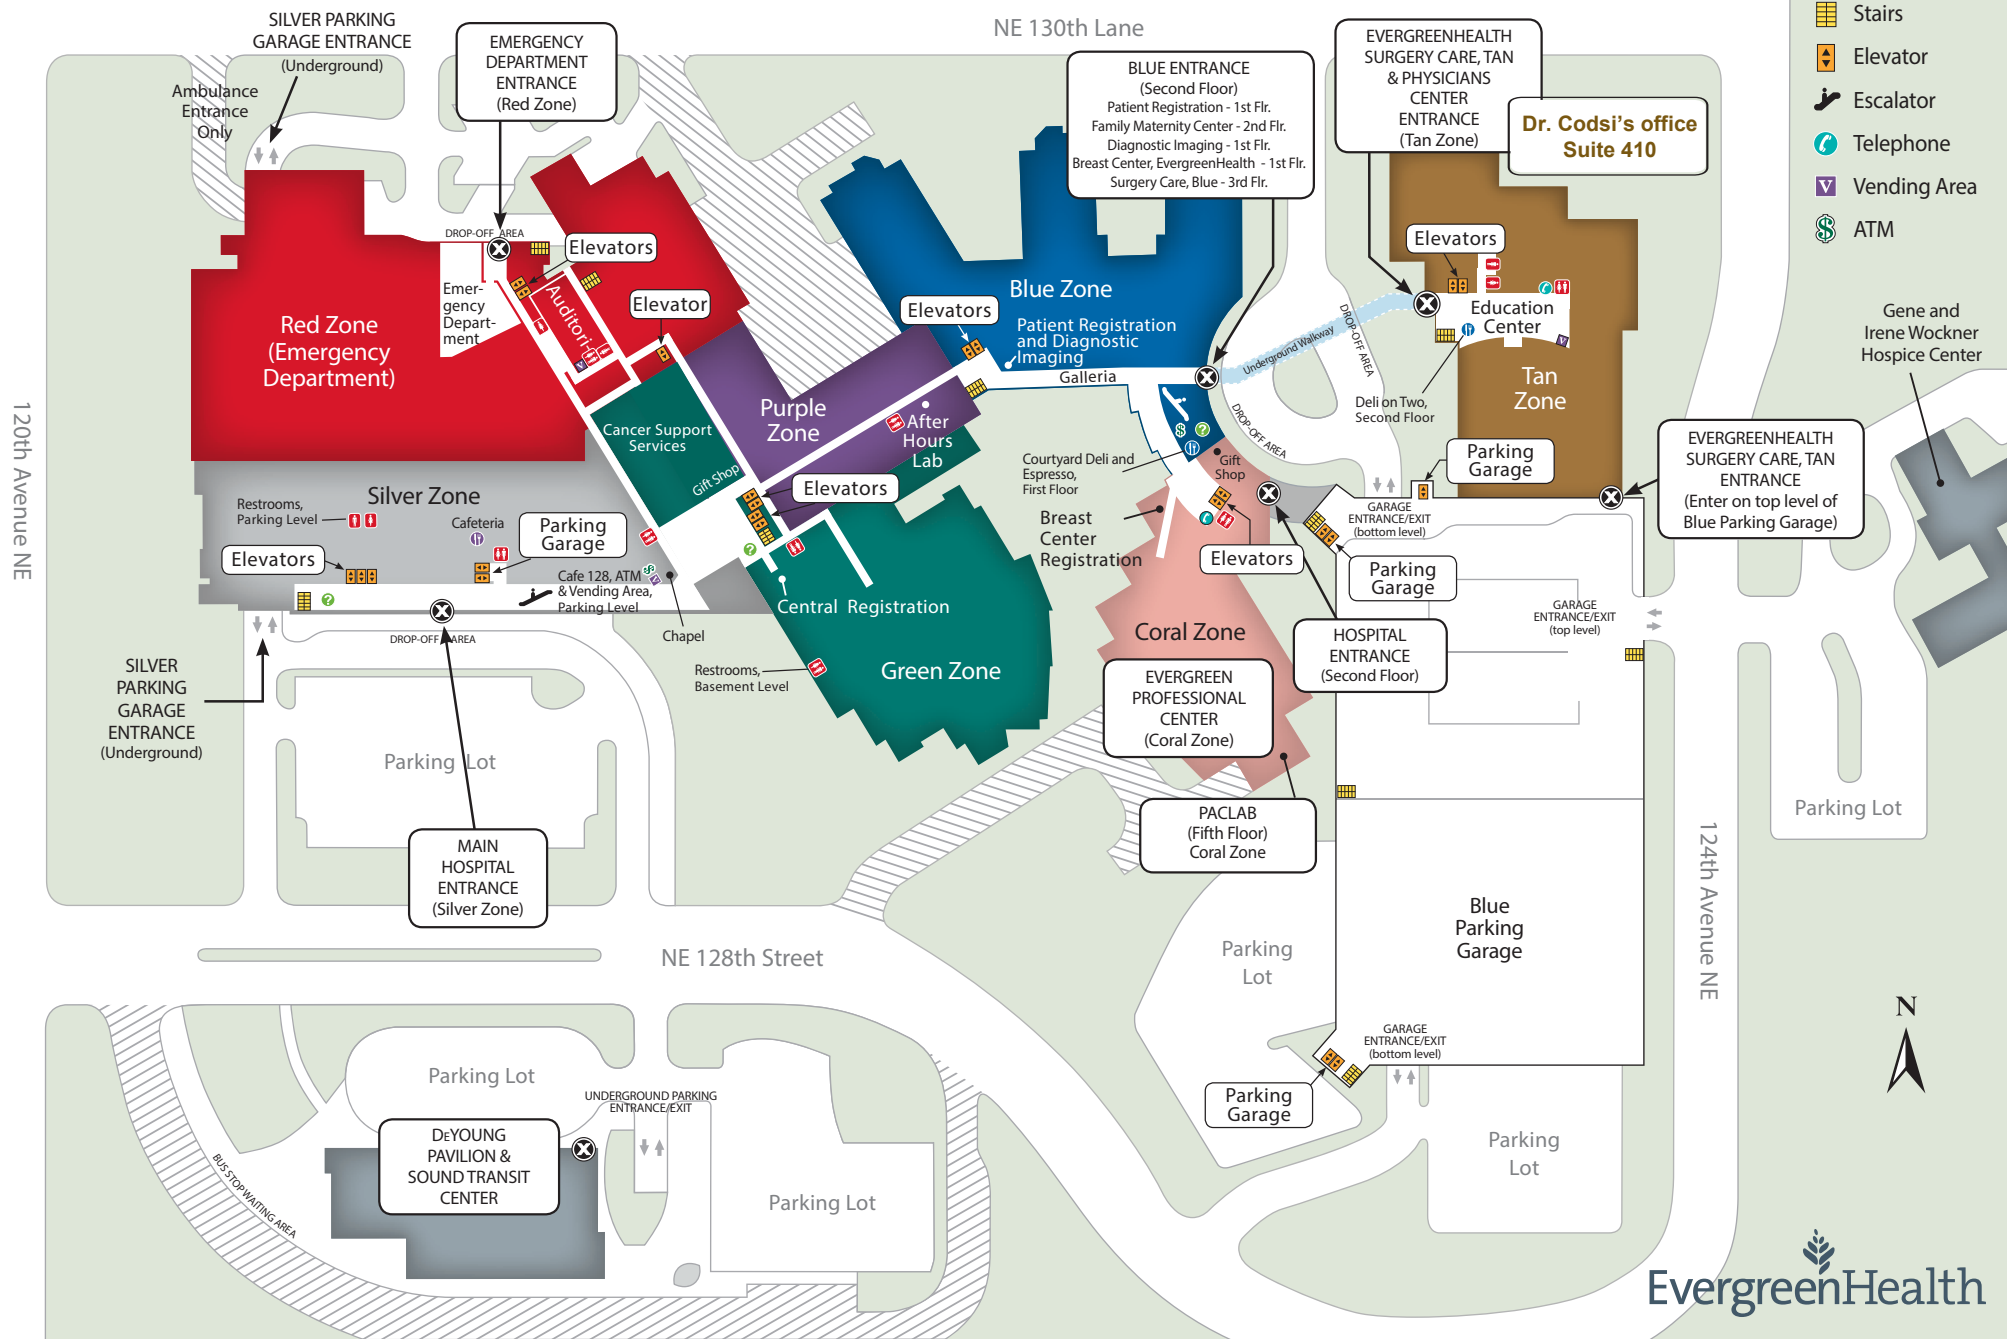 SILVER PARKING
GARAGE ENTRANCE
(Underground)
Ambulance
Entrance
Only
EMERGENCY
DEPARTMENT
ENTRANCE
(Red Zone)
NE 130th Lane
BLUE ENTRANCE
(Second Floor)
Patient Registration - 1st Flr.
Family Maternity Center - 2nd Flr.
Diagnostic Imaging - 1st Flr.
Breast Center, EvergreenHealth - 1st Flr.
Surgery Care, Blue - 3rd Flr.
EVERGREENHEALTH
SURGERY CARE, TAN
& PHYSICIANS
CENTER
ENTRANCE
(Tan Zone)
Dr. Codsi's office
Suite 410
Stairs
Elevator
Escalator
Telephone
V Vending Area
$ ATM
DROP-OFF AREA
Elevators
Emer-
gency
Depart-
ment
Auditori-
Elevator
Red Zone
(Emergency
Department)
Blue Zone
Elevators
Patient Registration
and Diagnostic
Imaging
Galleria
Underground Walkway
DROP-OFF AREA
DROP-OFF AREA
Elevators
Education
Center
Deli on Two,
Second Floor
Tan
Zone
Gene and
Irene Wockner
Hospice Center
120th Avenue NE
Cancer Support
Services
Gift Shop
Purple
Zone
After
Hours
Lab
Elevators
Courtyard Deli and
Espresso,
First Floor
Gift
Shop
Breast
Center
Registration
Elevators
Parking
Garage
GARAGE
ENTRANCE/EXIT
(bottom level)
Parking
Garage
EVERGREENHEALTH
SURGERY CARE, TAN
ENTRANCE
(Enter on top level of
Blue Parking Garage)
Silver Zone
Restrooms,
Parking Level
Cafeteria
Parking
Garage
Elevators
Cafe 128, ATM
& Vending Area,
Parking Level
DROP-OFF AREA
Chapel
Central Registration
Restrooms,
Basement Level
Green Zone
Coral Zone
EVERGREEN
PROFESSIONAL
CENTER
(Coral Zone)
HOSPITAL
ENTRANCE
(Second Floor)
GARAGE
ENTRANCE/EXIT
(top level)
SILVER
PARKING
GARAGE
ENTRANCE
(Underground)
Parking Lot
MAIN
HOSPITAL
ENTRANCE
(Silver Zone)
PACLAB
(Fifth Floor)
Coral Zone
Parking Lot
124th Avenue NE
Blue
Parking
Garage
Parking
Lot
NE 128th Street
GARAGE
ENTRANCE/EXIT
(bottom level)
Parking
Garage
N
Parking Lot
UNDERGROUND PARKING
ENTRANCE/EXIT
DEYOUNG
PAVILION &
SOUND TRANSIT
CENTER
BUS STOP WAITING AREA
Parking Lot
Parking
Lot
EvergreenHealth